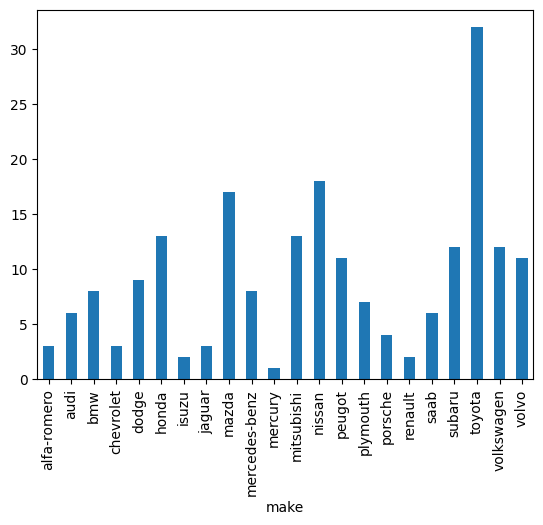 30
25
20
15
10
5
0
alfa-romero
audi
bmw
chevrolet
dodge
honda
isuzu
jaguar
mazda
mercedes-benz
mercury
mitsubishi
nissan
peugot
plymouth
porsche
renault
saab
subaru
toyota
volkswagen
volvo
make